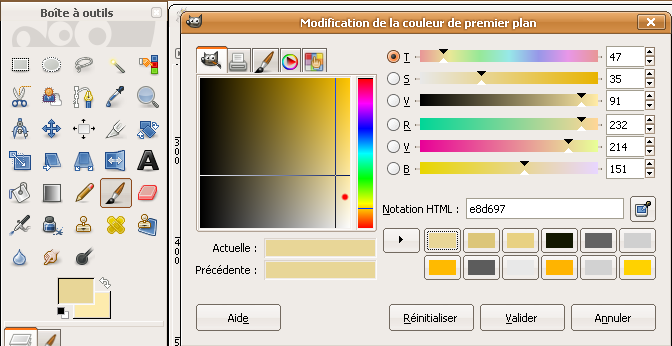 Boîte à outils
Modification de la couleur de premier plan
T 47
S 35
V 91
R 232
V 214
B 151
Notation HTML : e8d697
Actuelle :
Précédente :
Aide
Réinitialiser
Valider
Annuler
300
400
5
A